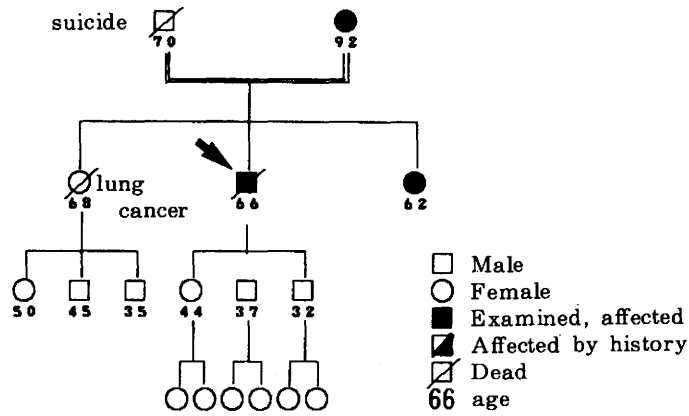 suicide
70 92
lung
68 66 62
cancer
50 45 35 44 37 32
Male
Female
Examined, affected
Affected by history
Dead
66 age